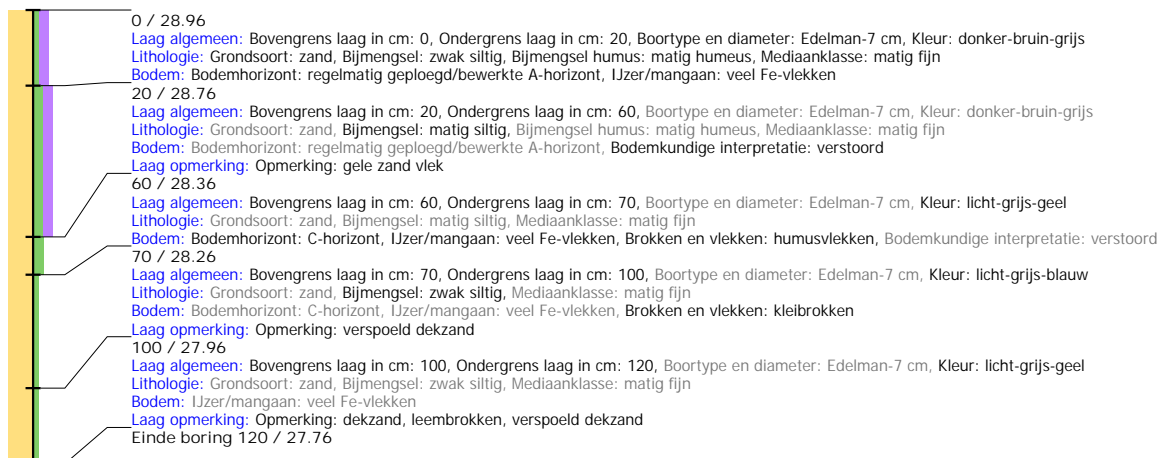 0 / 28.96
Laag algemeen: Bovengrens laag in cm: 0, Ondergrens laag in cm: 20, Boortype en diameter: Edelman-7 cm, Kleur: donker-bruin-grijs
Lithologie: Grondsoort: zand, Bijmengsel: zwak siltig, Bijmengsel humus: matig humeus, Mediaanklasse: matig fijn
Bodem: Bodemhorizont: regelmatig geploegd/bewerkte A-horizont, IJzer/mangaan: veel Fe-vlekken
20 / 28.76
Laag algemeen: Bovengrens laag in cm: 20, Ondergrens laag in cm: 60, Boortype en diameter: Edelman-7 cm, Kleur: donker-bruin-grijs
Lithologie: Grondsoort: zand, Bijmengsel: matig siltig, Bijmengsel humus: matig humeus, Mediaanklasse: matig fijn
Bodem: Bodemhorizont: regelmatig geploegd/bewerkte A-horizont, Bodemkundige interpretatie: verstoord
Laag opmerking: Opmerking: gele zand vlek
60 / 28.36
Laag algemeen: Bovengrens laag in cm: 60, Ondergrens laag in cm: 70, Boortype en diameter: Edelman-7 cm, Kleur: licht-grijs-geel
Lithologie: Grondsoort: zand, Bijmengsel: matig siltig, Mediaanklasse: matig fijn
Bodem: Bodemhorizont: C-horizont, IJzer/mangaan: veel Fe-vlekken, Brokken en vlekken: humusvlekken, Bodemkundige interpretatie: verstoord
70 / 28.26
Laag algemeen: Bovengrens laag in cm: 70, Ondergrens laag in cm: 100, Boortype en diameter: Edelman-7 cm, Kleur: licht-grijs-blauw
Lithologie: Grondsoort: zand, Bijmengsel: zwak siltig, Mediaanklasse: matig fijn
Bodem: Bodemhorizont: C-horizont, IJzer/mangaan: veel Fe-vlekken, Brokken en vlekken: kleibrokken
Laag opmerking: Opmerking: verspoeld dekzand
100 / 27.96
Laag algemeen: Bovengrens laag in cm: 100, Ondergrens laag in cm: 120, Boortype en diameter: Edelman-7 cm, Kleur: licht-grijs-geel
Lithologie: Grondsoort: zand, Bijmengsel: zwak siltig, Mediaanklasse: matig fijn
Bodem: IJzer/mangaan: veel Fe-vlekken
Laag opmerking: Opmerking: dekzand, leembrokken, verspoeld dekzand
Einde boring 120 / 27.76